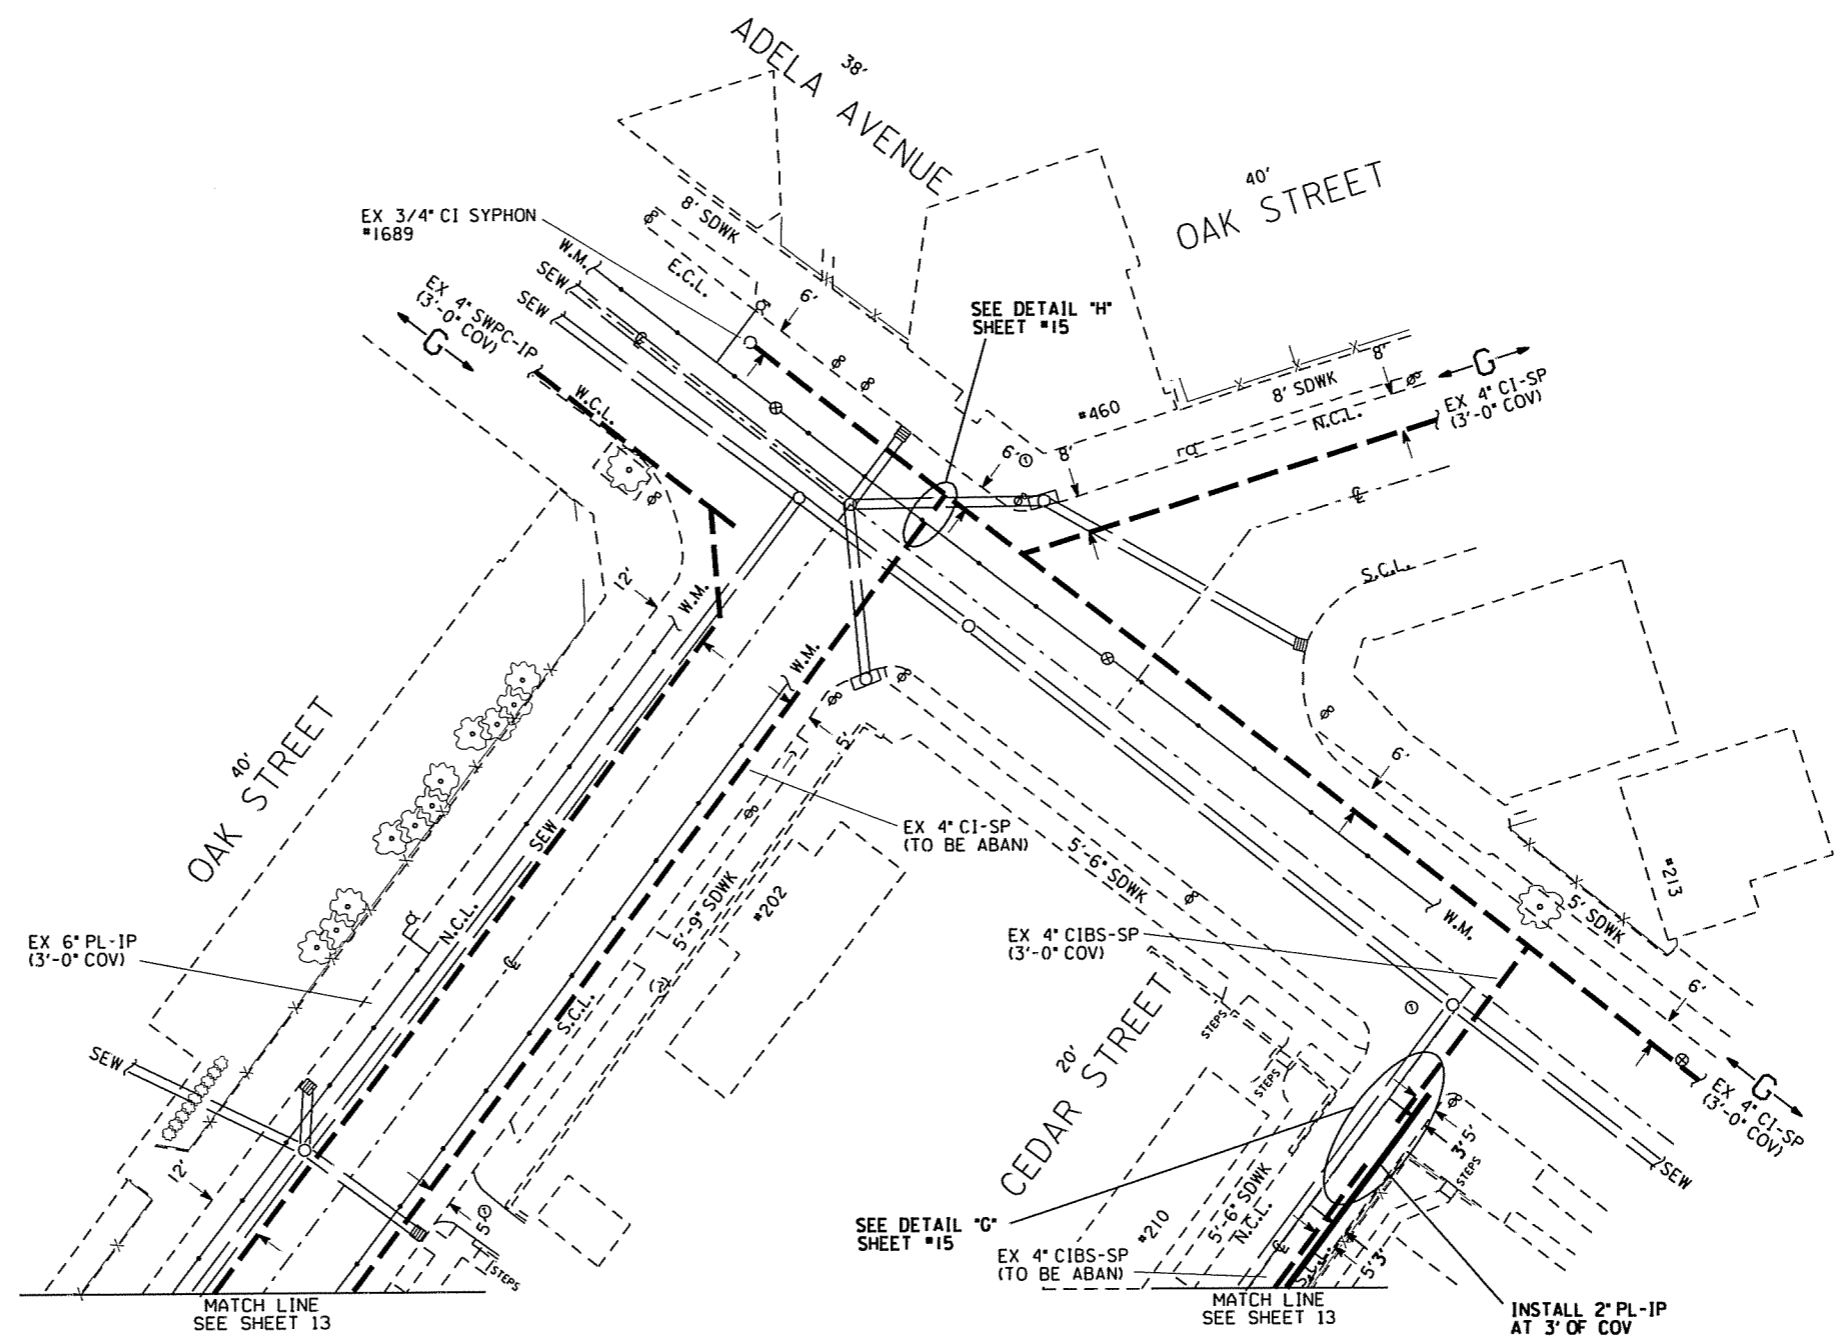 ADELA AVENUE
38'
OAK STREET
40'
EX 3/4" CI SYPHON
#1689
8' SDWK
W.M.
SEW
E.C.L.
SEW
EX 4" SWPC-IP
(3'-0" COV)
G
6'
SEE DETAIL "H"
SHEET #15
W.C.L.
#460
8' SDWK
8'
G
EX 4" CI-SP
(3'-0" COV)
N.C.L.
6'
1
8'
℄
S.C.L.
12'
W.M.
W.M.
OAK STREET
40'
5'
6'
EX 4" CI-SP
(TO BE ABAN)
SEW
5'-6" SDWK
#213
5'-9" SDWK
#202
5' SDWK
W.M.
N.C.L.
EX 6" PL-IP
(3'-0" COV)
℄
EX 4" CIBS-SP
(3'-0" COV)
6'
S.C.L.
1
STEPS
SEW
CEDAR STREET
20'
STEPS
G
EX 4" CI-SP
(3'-0" COV)
3' 5'
STEPS
SEW
12'
5'
1
5'-6" SDWK
N.C.L.
#210
SEE DETAIL "G"
SHEET #15
℄
EX 4" CIBS-SP
(TO BE ABAN)
S.C.L.
5' 3'
STEPS
MATCH LINE
SEE SHEET 13
MATCH LINE
SEE SHEET 13
INSTALL 2" PL-IP
AT 3' OF COV